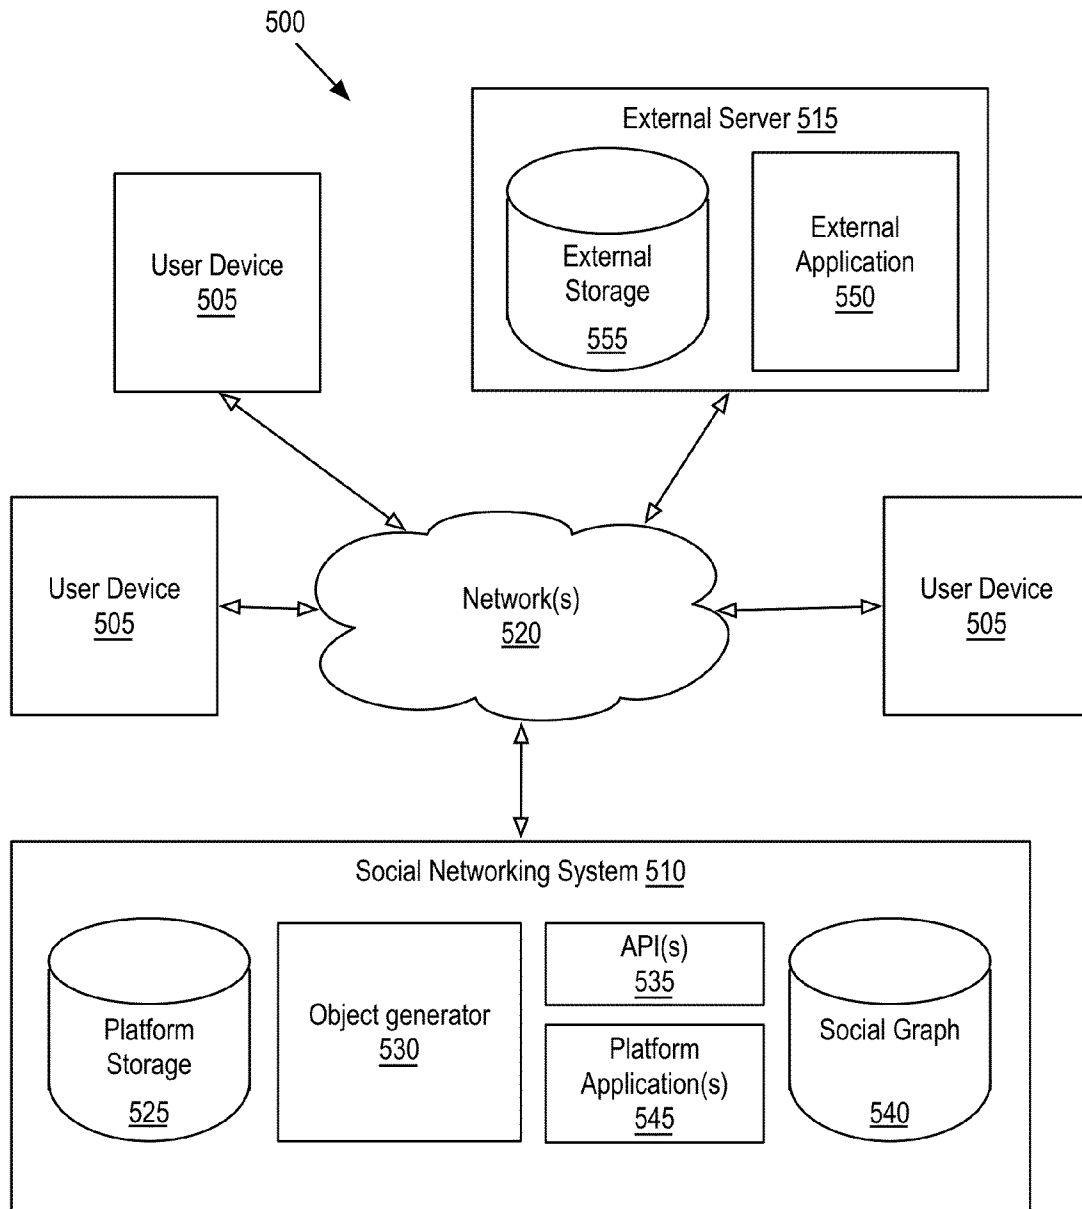 500
External Server 515
User Device
505
External
Storage
555
External
Application
550
User Device
505
Network(s)
520
User Device
505
Social Networking System 510
Platform
Storage
525
Object generator
530
API(s)
535
Platform
Application(s)
545
Social Graph
540